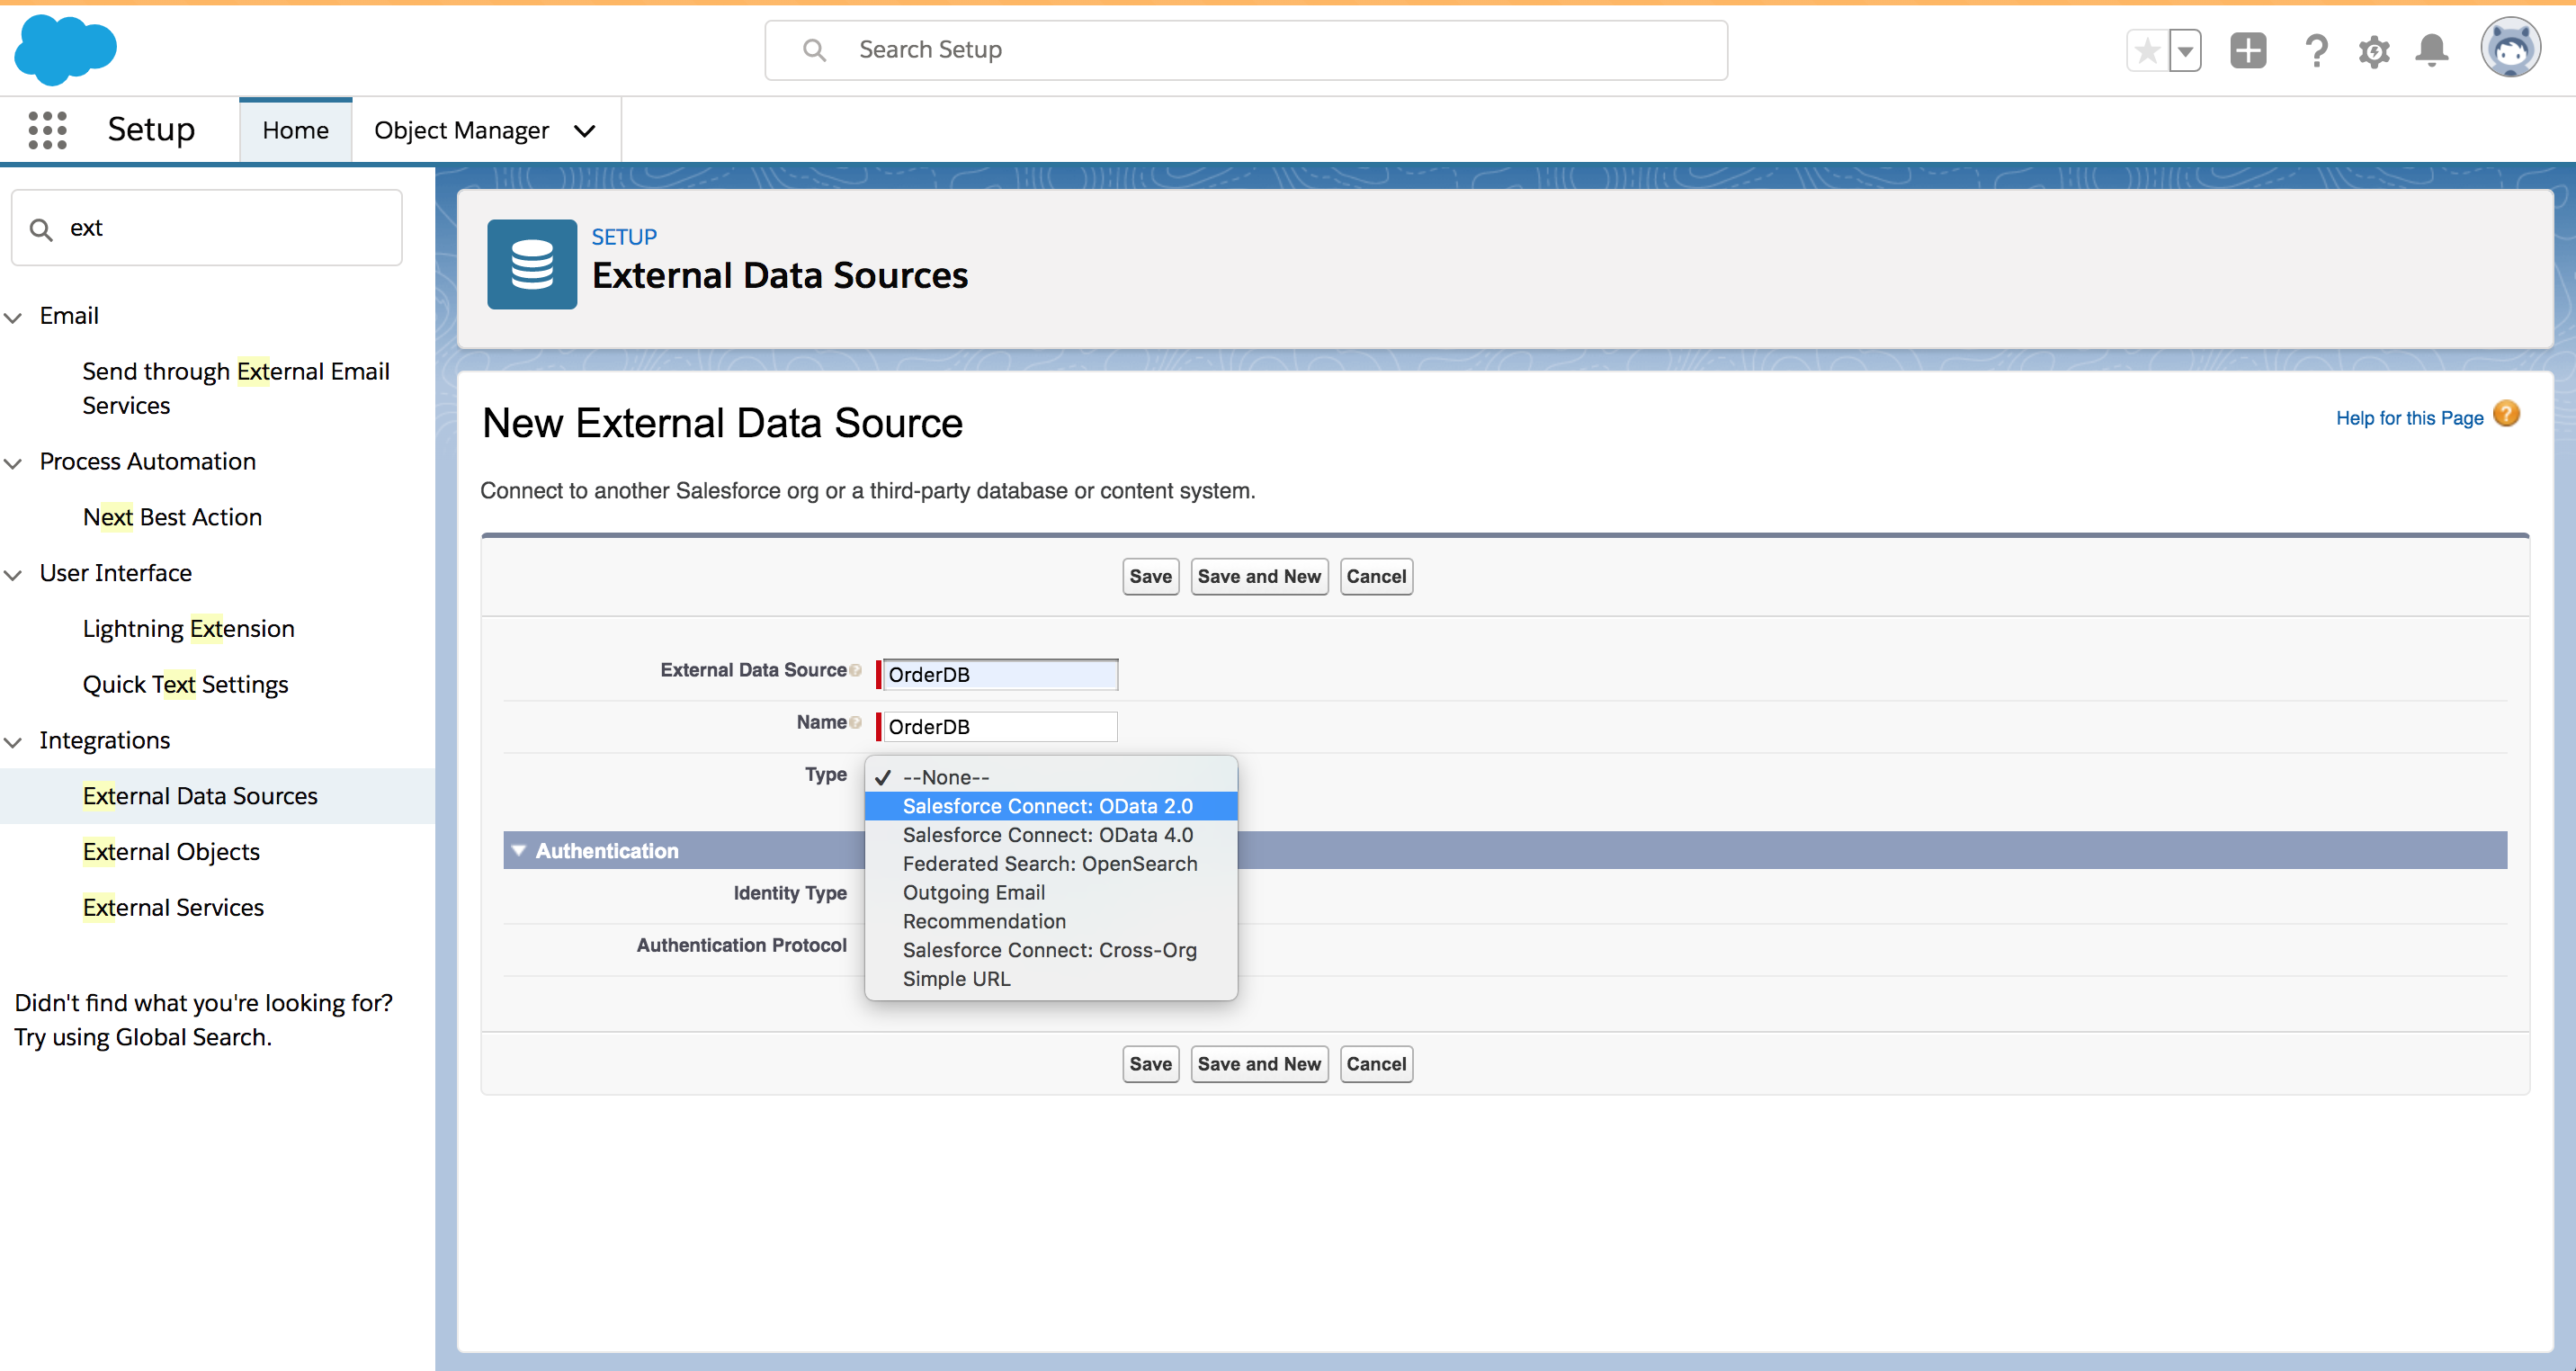 Search Setup
Setup
Home
Object Manager
ext
Email
Send through External Email
Services
Process Automation
Next Best Action
User Interface
Lightning Extension
Quick Text Settings
Integrations
External Data Sources
External Objects
External Services
Didn't find what you're looking for?
Try using Global Search.
SETUP
External Data Sources
New External Data Source
Help for this Page ?
Connect to another Salesforce org or a third-party database or content system.
Save Save and New Cancel
External Data Source ? OrderDB
Name ? OrderDB
Type
✓ --None--
Salesforce Connect: OData 2.0
Salesforce Connect: OData 4.0
Federated Search: OpenSearch
Outgoing Email
Recommendation
Salesforce Connect: Cross-Org
Simple URL
Authentication
Identity Type
Authentication Protocol
Save Save and New Cancel